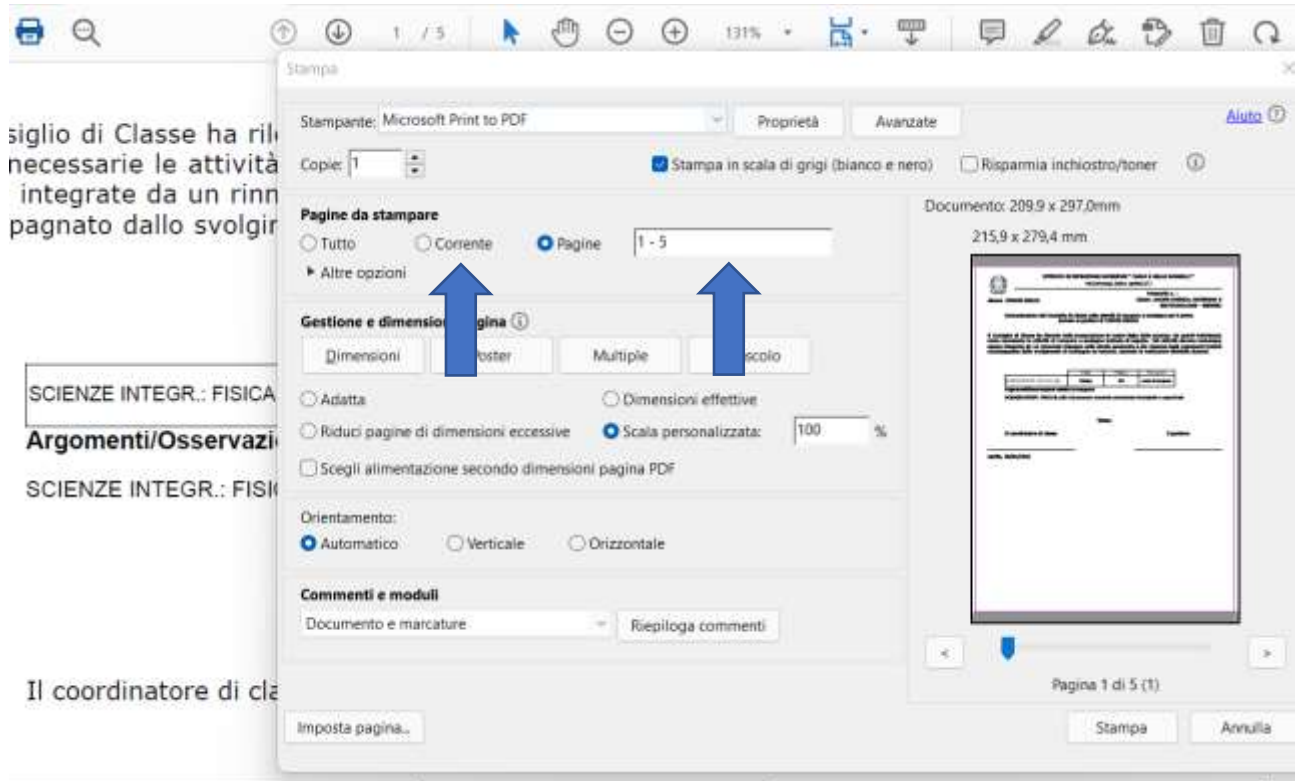 1 / 5
131%
Stampa
siglio di Classe ha rile
necessarie le attività
integrate da un rinn
pagnato dallo svolgin
Stampante: Microsoft Print to PDF
Proprietà
Avanzate
Aiuto
Copie: 1
Stampa in scala di grigi (bianco e nero)
Risparmia inchiostro/toner
Pagine da stampare
Tutto
Corrente
Pagine
1 - 5
Altre opzioni
Documento: 209.9 x 297,0mm
215,9 x 279,4 mm
Gestione e dimension gina
Dimensioni
oster
Multiple
scolo
Adatta
Dimensioni effettive
Riduci pagine di dimensioni eccessive
Scala personalizzata: 100 %
Scegli alimentazione secondo dimensioni pagina PDF
SCIENZE INTEGR.: FISICA
Argomenti/Osservazi
SCIENZE INTEGR.: FISI
Orientamento:
Automatico
Verticale
Orizzontale
Commenti e moduli
Documento e marcature
Riepiloga commenti
<
>
Pagina 1 di 5 (1)
Il coordinatore di cla
Imposta pagina...
Stampa
Annulla